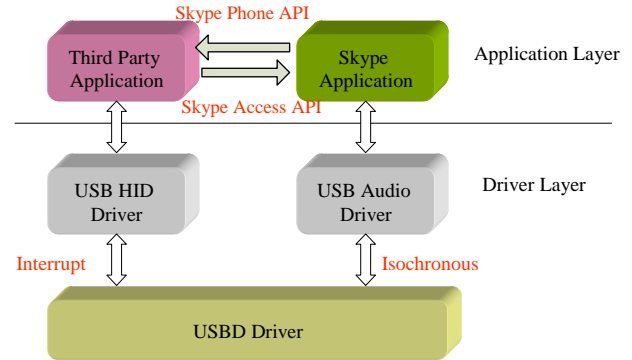 Skype Phone API
Third Party
Application
Skype
Application
Application Layer
Skype Access API
USB HID
Driver
USB Audio
Driver
Driver Layer
Interrupt
Isochronous
USBD Driver